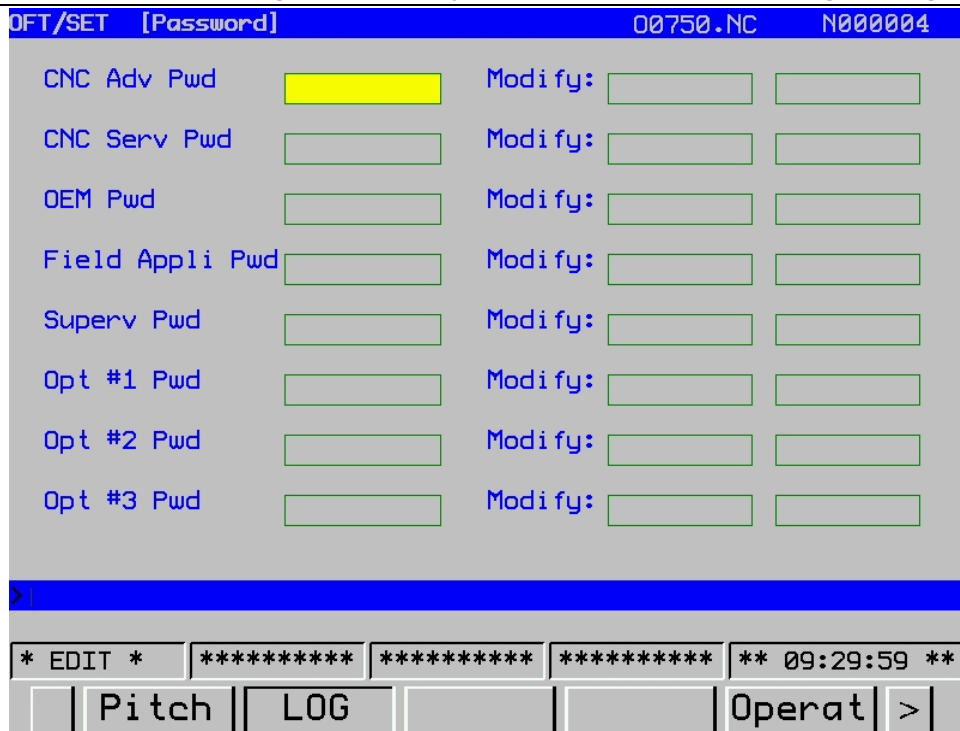 OFT/SET [Password] O0750.NC N000004
CNC Adv Pwd Modify:
CNC Serv Pwd Modify:
OEM Pwd Modify:
Field Appli Pwd Modify:
Superv Pwd Modify:
Opt #1 Pwd Modify:
Opt #2 Pwd Modify:
Opt #3 Pwd Modify:
>
* EDIT * ********** ********** ********** ** 09:29:59 **
Pitch LOG Operat >